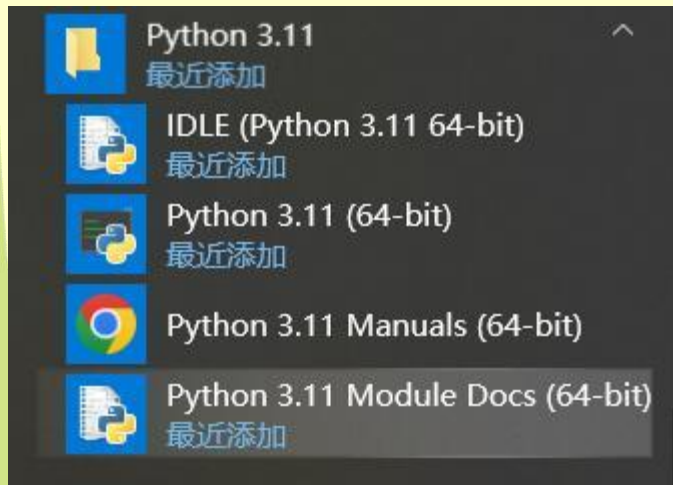 Python 3.11
最近添加
IDLE (Python 3.11 64-bit)
最近添加
Python 3.11 (64-bit)
最近添加
Python 3.11 Manuals (64-bit)
Python 3.11 Module Docs (64-bit)
最近添加